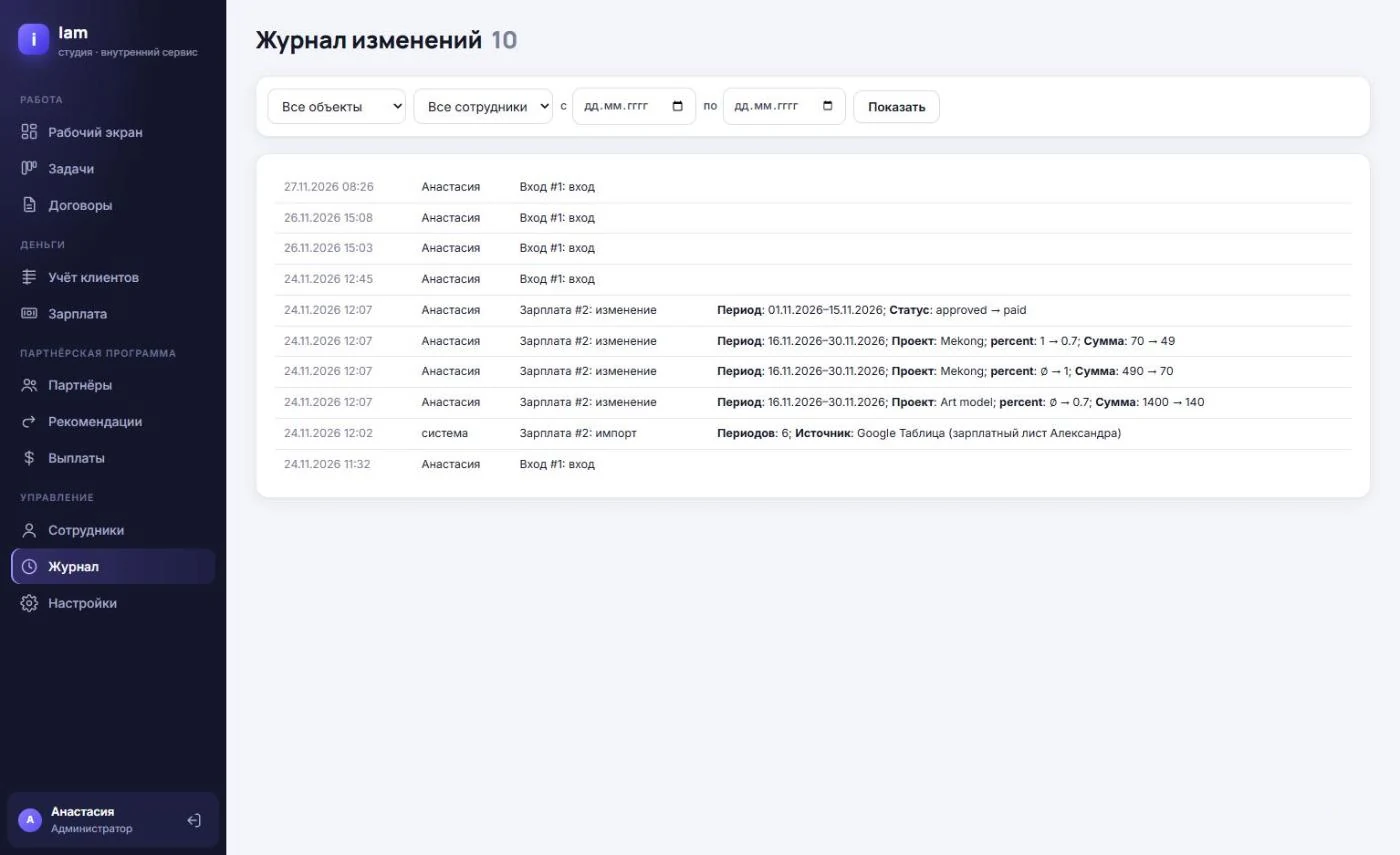 i
Iam
студия · внутренний сервис
РАБОТА
Рабочий экран
Задачи
Договоры
ДЕНЬГИ
Учёт клиентов
Зарплата
ПАРТНЁРСКАЯ ПРОГРАММА
Партнёры
Рекомендации
Выплаты
УПРАВЛЕНИЕ
Сотрудники
Журнал
Настройки
А
Анастасия
Администратор
Журнал изменений 10
Все объекты Все сотрудники с дд.мм.гггг по дд.мм.гггг Показать
27.11.2026 08:26 Анастасия Вход #1: вход
26.11.2026 15:08 Анастасия Вход #1: вход
26.11.2026 15:03 Анастасия Вход #1: вход
24.11.2026 12:45 Анастасия Вход #1: вход
24.11.2026 12:07 Анастасия Зарплата #2: изменение Период: 01.11.2026–15.11.2026; Статус: approved → paid
24.11.2026 12:07 Анастасия Зарплата #2: изменение Период: 16.11.2026–30.11.2026; Проект: Mekong; percent: 1 → 0.7; Сумма: 70 → 49
24.11.2026 12:07 Анастасия Зарплата #2: изменение Период: 16.11.2026–30.11.2026; Проект: Mekong; percent: ∅ → 1; Сумма: 490 → 70
24.11.2026 12:07 Анастасия Зарплата #2: изменение Период: 16.11.2026–30.11.2026; Проект: Art model; percent: ∅ → 0.7; Сумма: 1400 → 140
24.11.2026 12:02 система Зарплата #2: импорт Периодов: 6; Источник: Google Таблица (зарплатный лист Александра)
24.11.2026 11:32 Анастасия Вход #1: вход